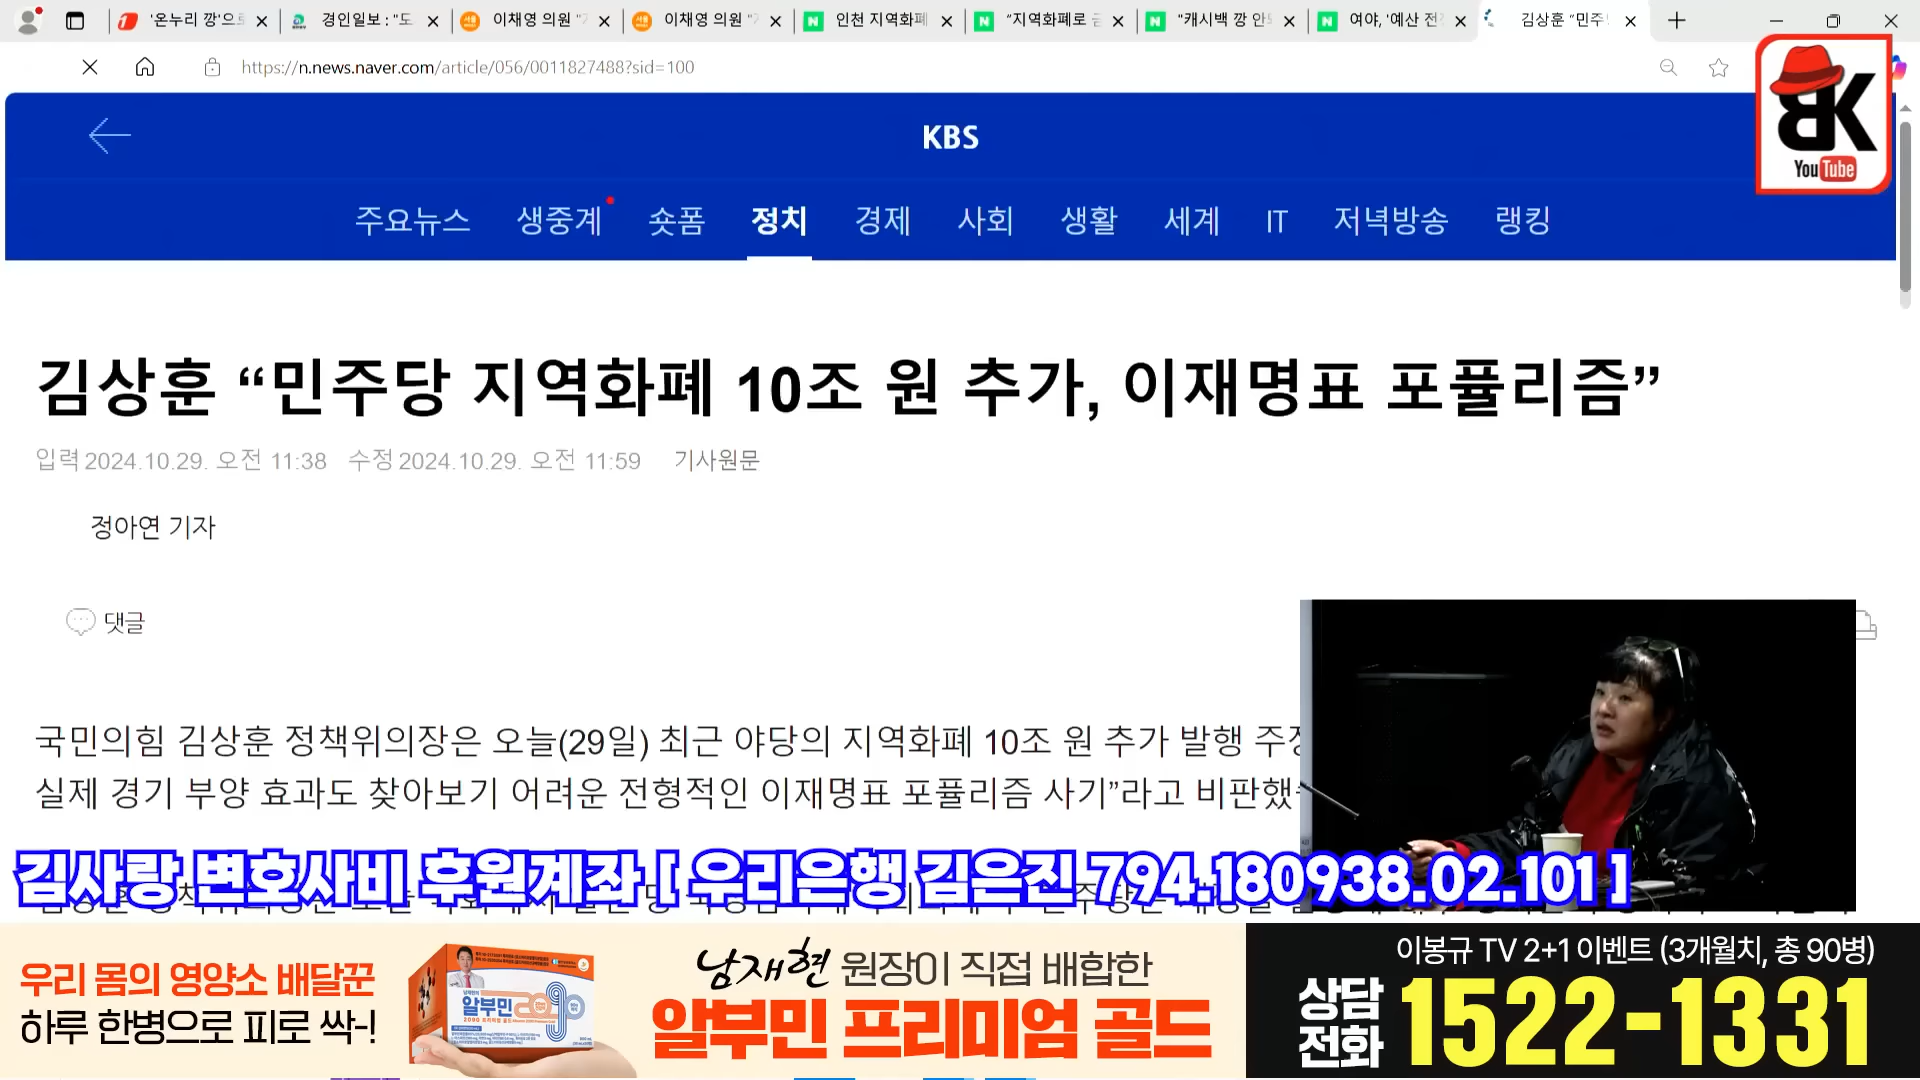 '온누리 깡'으로
경인일보 : "도
이채영 의원 "
이채영 의원 "
인천 지역화폐
"지역화폐로 금
"캐시백 깡 안
여야, '예산 전
김상훈 “민주
https://n.news.naver.com/article/056/0011827488?sid=100
BK
YouTube
KBS
주요뉴스 생중계 숏폼 정치 경제 사회 생활 세계 IT 저녁방송 랭킹
김상훈 “민주당 지역화폐 10조 원 추가, 이재명표 포퓰리즘”
입력 2024.10.29. 오전 11:38 수정 2024.10.29. 오전 11:59 기사원문
정아연 기자
댓글
국민의힘 김상훈 정책위의장은 오늘(29일) 최근 야당의 지역화폐 10조 원 추가 발행 주장
실제 경기 부양 효과도 찾아보기 어려운 전형적인 이재명표 포퓰리즘 사기”라고 비판했
김사랑 변호사비 후원계좌 [ 우리은행 김은진 794.180938.02.101 ]
우리 몸의 영양소 배달꾼
하루 한병으로 피로 싹-!
알부민
남재현 원장이 직접 배합한
알부민 프리미엄 골드
이봉규 TV 2+1 이벤트 (3개월치, 총 90병)
상담전화 1522-1331